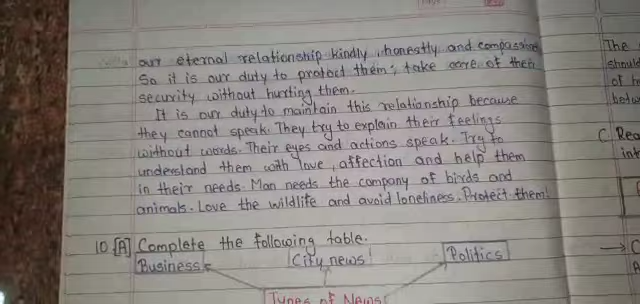 our eternal relationship kindly, honestly and compassion
So it is our duty to protect them, take care of their
security without hurting them.
It is our duty to maintain this relationship because
they cannot speak. They try to explain their feelings
without words. Their eyes and actions speak. Try to
understand them with love, affection and help them
in their needs. Man needs the company of birds and
animals. Love the wildlife and avoid loneliness. Protect them!
10. [A] Complete the following table.
Business
City news
Politics
Types of News
The
should
of
C. Rea